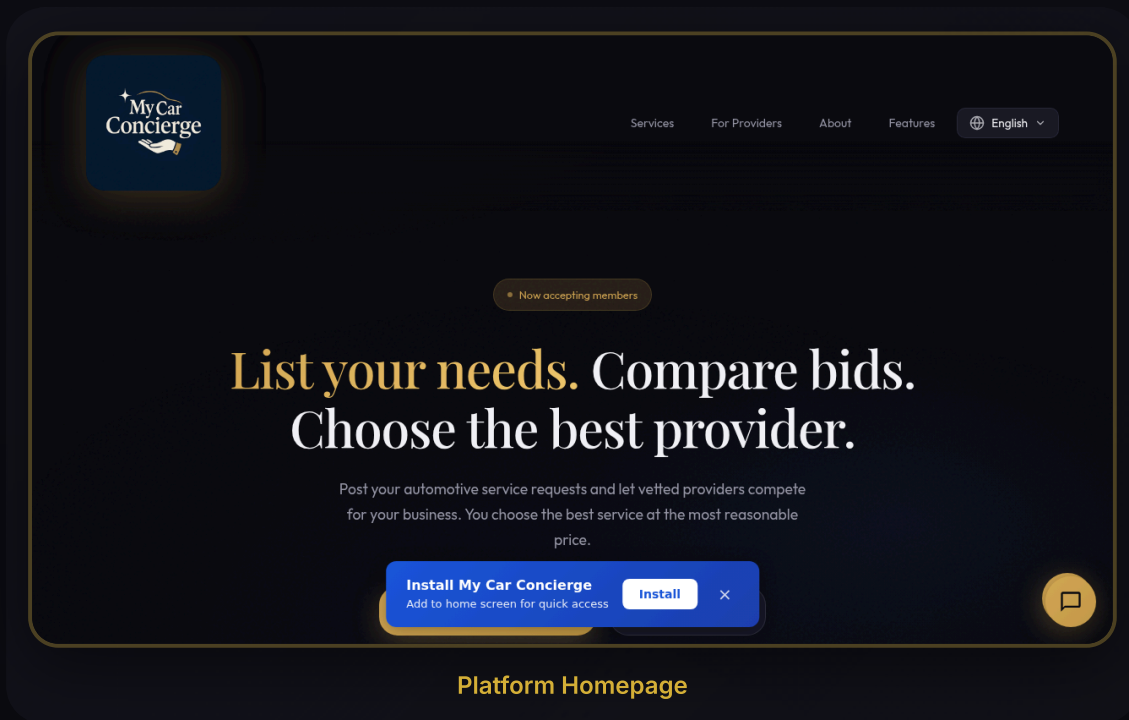 My Car
Concierge
Services
For Providers
About
Features
English
Now accepting members
List your needs. Compare bids.
Choose the best provider.
Post your automotive service requests and let vetted providers compete
for your business. You choose the best service at the most reasonable
price.
Install My Car Concierge
Add to home screen for quick access
Install
Platform Homepage